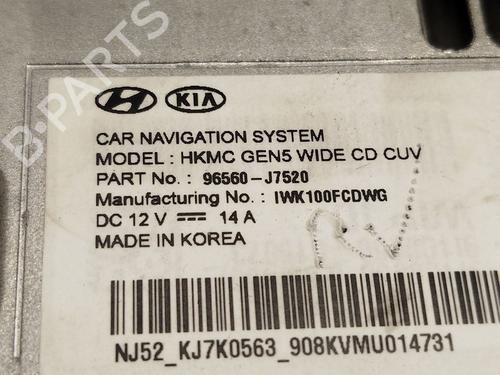 B-PARTS
KIA
CAR NAVIGATION SYSTEM
MODEL : HKMC GEN5 WIDE CD CUV
PART No. : 96560-J7520
Manufacturing No. : IWK100FCDWG
DC 12 V ⎓ 14 A
MADE IN KOREA
NJ52_KJ7K0563_908KVMU014731